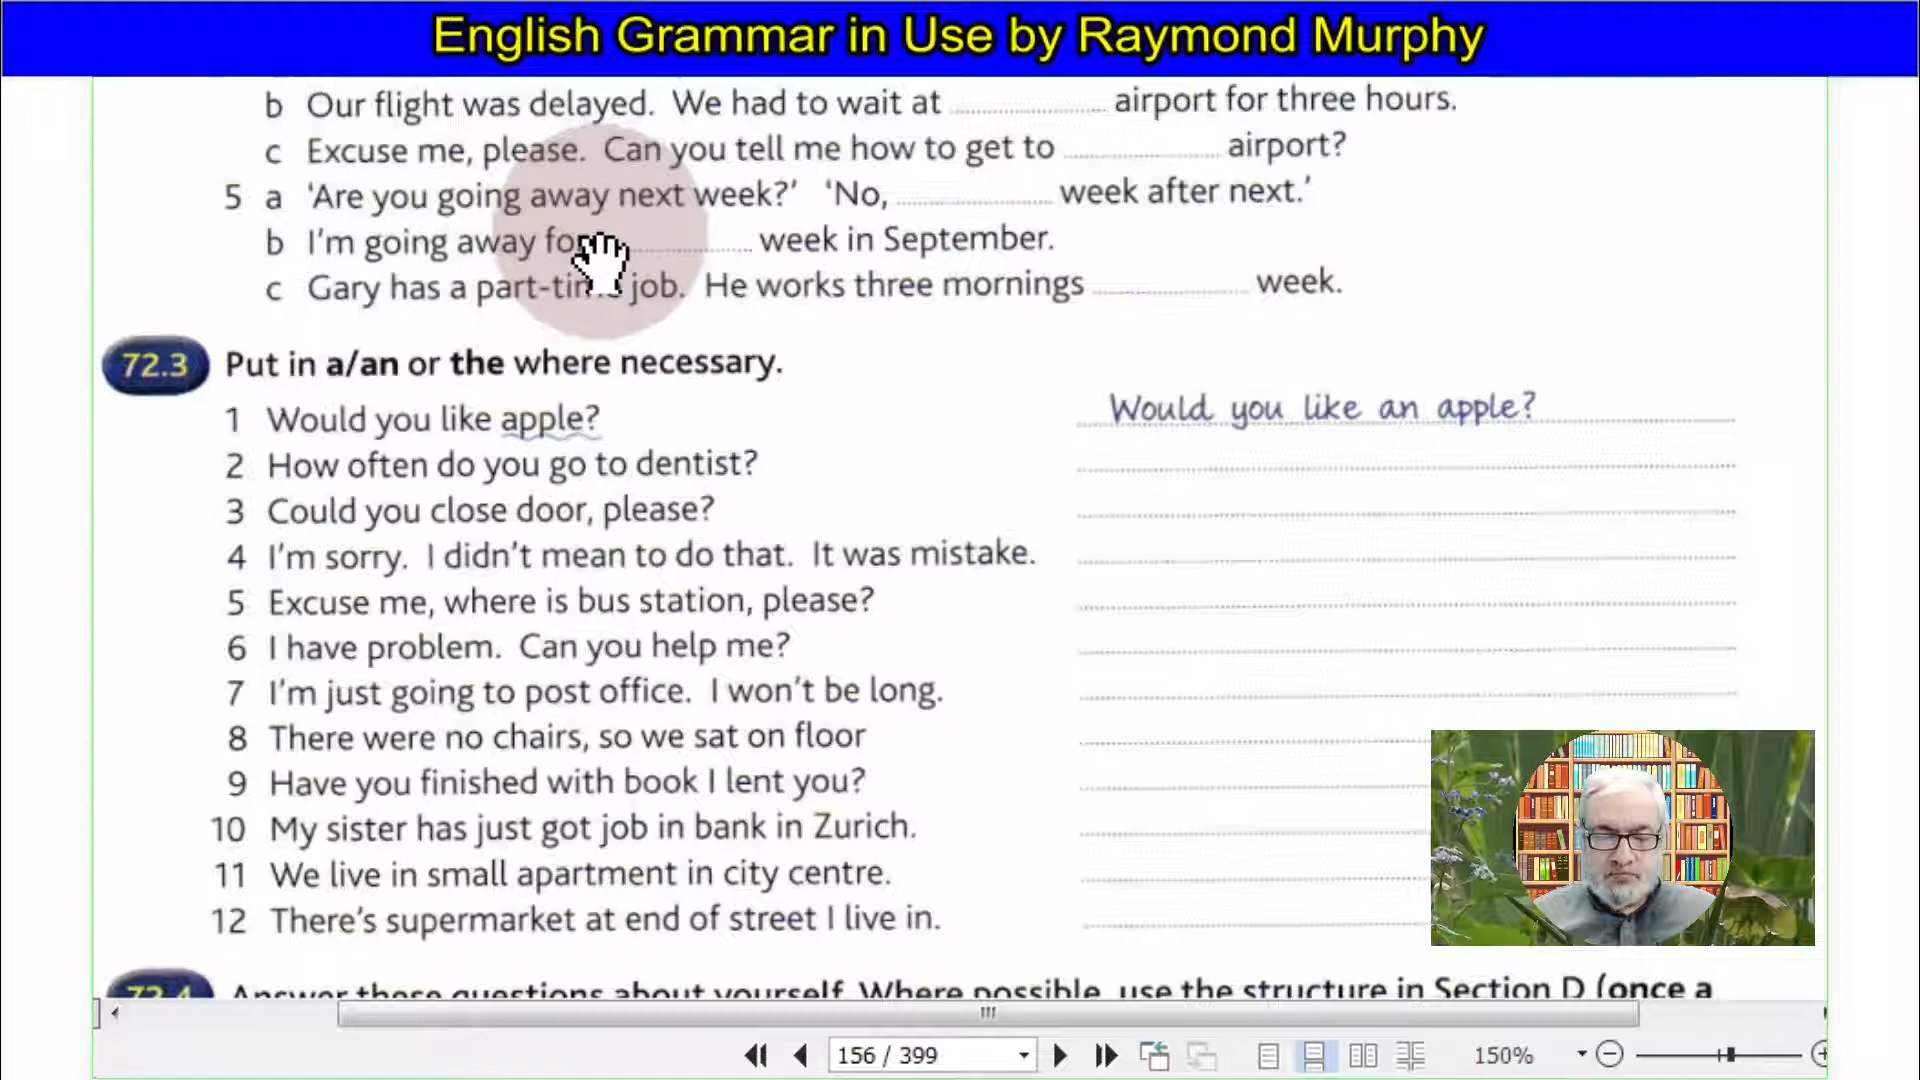 English Grammar in Use by Raymond Murphy
b Our flight was delayed. We had to wait at ............ airport for three hours.
c Excuse me, please. Can you tell me how to get to ............ airport?
5 a ‘Are you going away next week?’ ‘No, ............ week after next.’
b I’m going away for ............ week in September.
c Gary has a part-time job. He works three mornings ............ week.
72.3 Put in a/an or the where necessary.
1 Would you like apple? Would you like an apple?
2 How often do you go to dentist?
3 Could you close door, please?
4 I’m sorry. I didn’t mean to do that. It was mistake.
5 Excuse me, where is bus station, please?
6 I have problem. Can you help me?
7 I’m just going to post office. I won’t be long.
8 There were no chairs, so we sat on floor
9 Have you finished with book I lent you?
10 My sister has just got job in bank in Zurich.
11 We live in small apartment in city centre.
12 There’s supermarket at end of street I live in.
72.4 Answer these questions about yourself. Where possible, use the structure in Section D (once a
156 / 399
150%